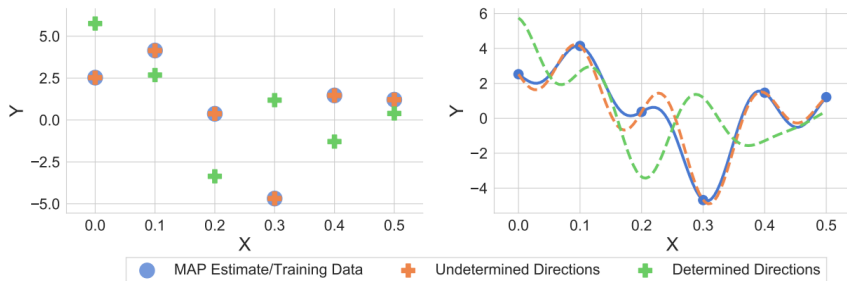 5.0
2.5
0.0
−2.5
−5.0
Y
0.0 0.1 0.2 0.3 0.4 0.5
X
6
4
2
0
−2
−4
Y
0.0 0.1 0.2 0.3 0.4 0.5
X
MAP Estimate/Training Data Undetermined Directions Determined Directions